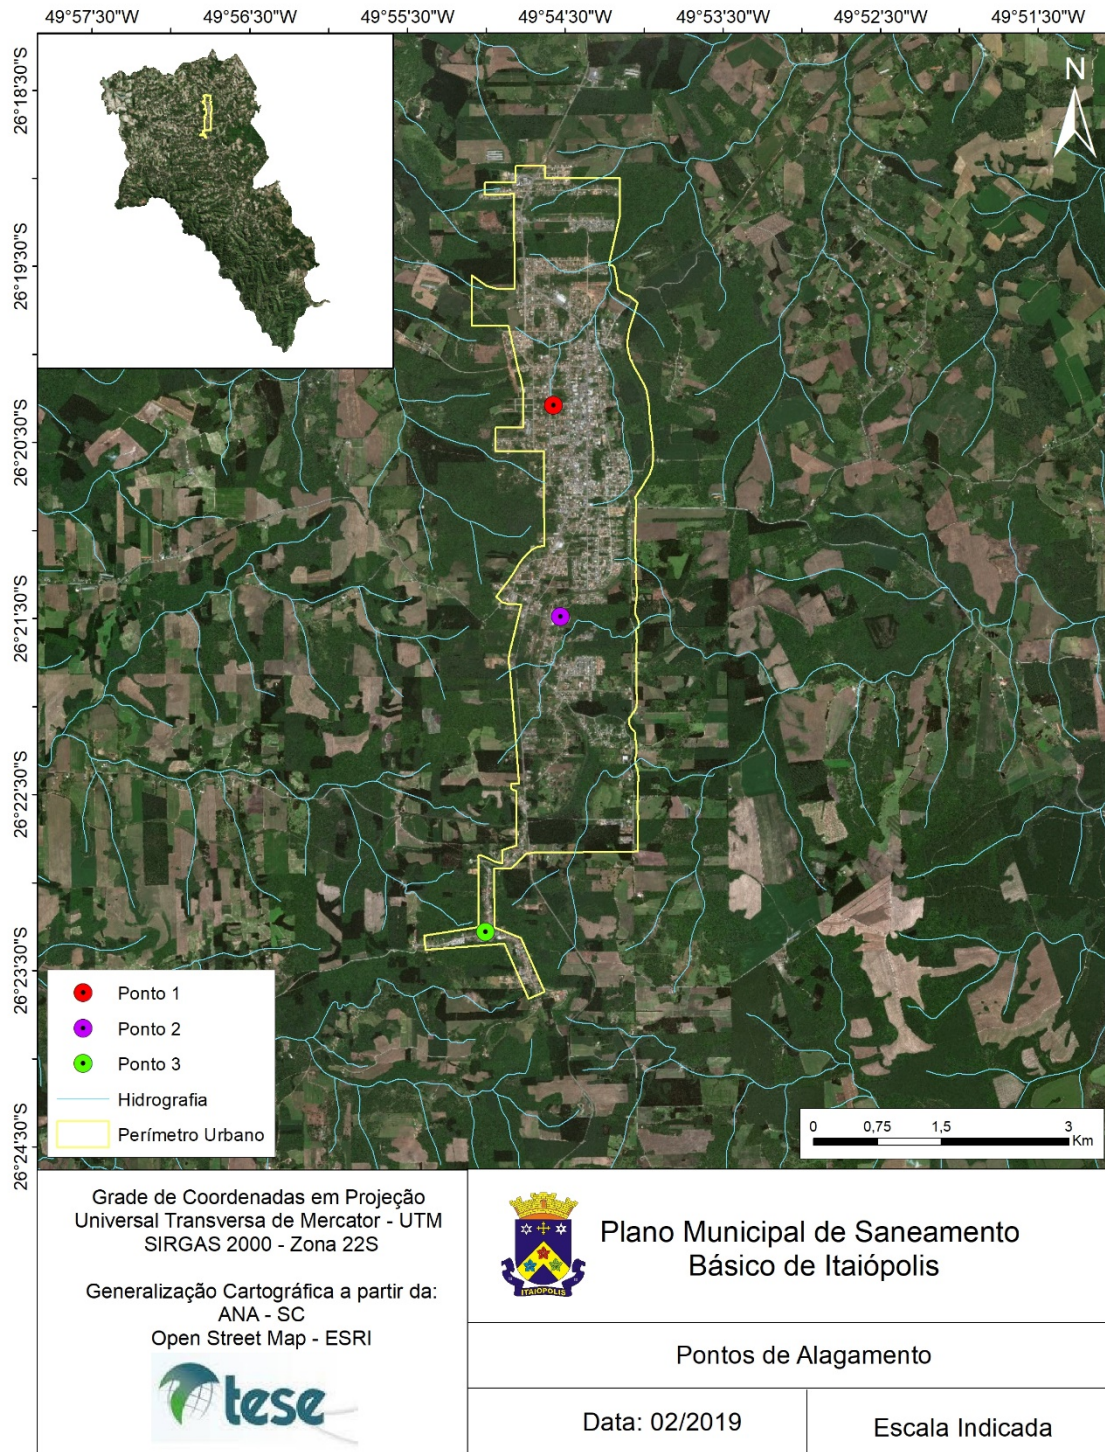 49°57'30"W 49°56'30"W 49°55'30"W 49°54'30"W 49°53'30"W 49°52'30"W 49°51'30"W
26°18'30"S
26°19'30"S
26°20'30"S
26°21'30"S
26°22'30"S
26°23'30"S
26°24'30"S
N
Ponto 1
Ponto 2
Ponto 3
Hidrografia
Perímetro Urbano
0 0,75 1,5 3
Km
Grade de Coordenadas em Projeção
Universal Transversa de Mercator - UTM
SIRGAS 2000 - Zona 22S
Generalização Cartográfica a partir da:
ANA - SC
Open Street Map - ESRI
tese
ITAIOPOLIS
Plano Municipal de Saneamento
Básico de Itaiópolis
Pontos de Alagamento
Data: 02/2019
Escala Indicada